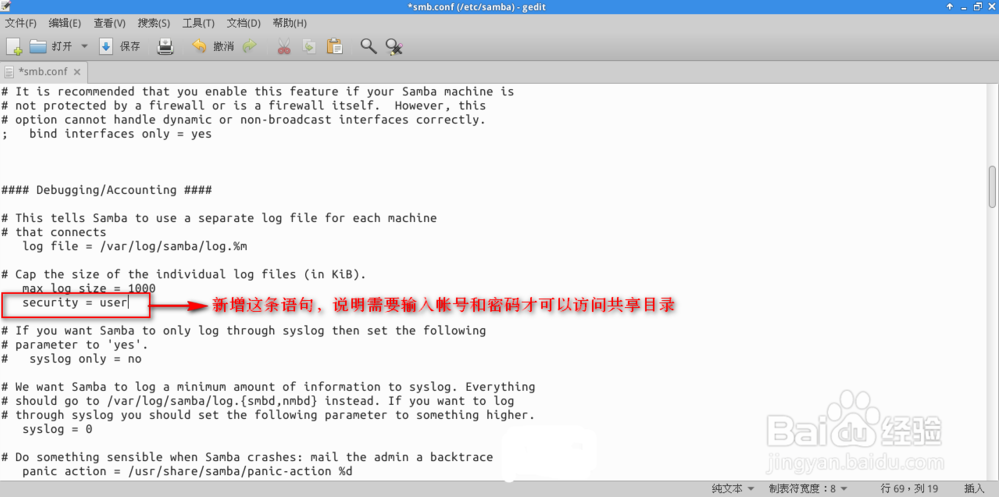 *smb.conf (/etc/samba) - gedit
文件(F) 编辑(E) 查看(V) 搜索(S) 工具(T) 文档(D) 帮助(H)
打开 保存 撤消
*smb.conf
# It is recommended that you enable this feature if your Samba machine is
# not protected by a firewall or is a firewall itself.  However, this
# option cannot handle dynamic or non-broadcast interfaces correctly.
;   bind interfaces only = yes
#### Debugging/Accounting ####
# This tells Samba to use a separate log file for each machine
# that connects
log file = /var/log/samba/log.%m
# Cap the size of the individual log files (in KiB).
max log size = 1000
security = user 新增这条语句，说明需要输入帐号和密码才可以访问共享目录
# If you want Samba to only log through syslog then set the following
# parameter to 'yes'.
#   syslog only = no
# We want Samba to log a minimum amount of information to syslog. Everything
# should go to /var/log/samba/log.{smbd,nmbd} instead. If you want to log
# through syslog you should set the following parameter to something higher.
syslog = 0
# Do something sensible when Samba crashes: mail the admin a backtrace
panic action = /usr/share/samba/panic-action %d
Baidu 经验
jingyan.baidu.com
纯文本 制表符宽度：8 行 69，列 19 插入